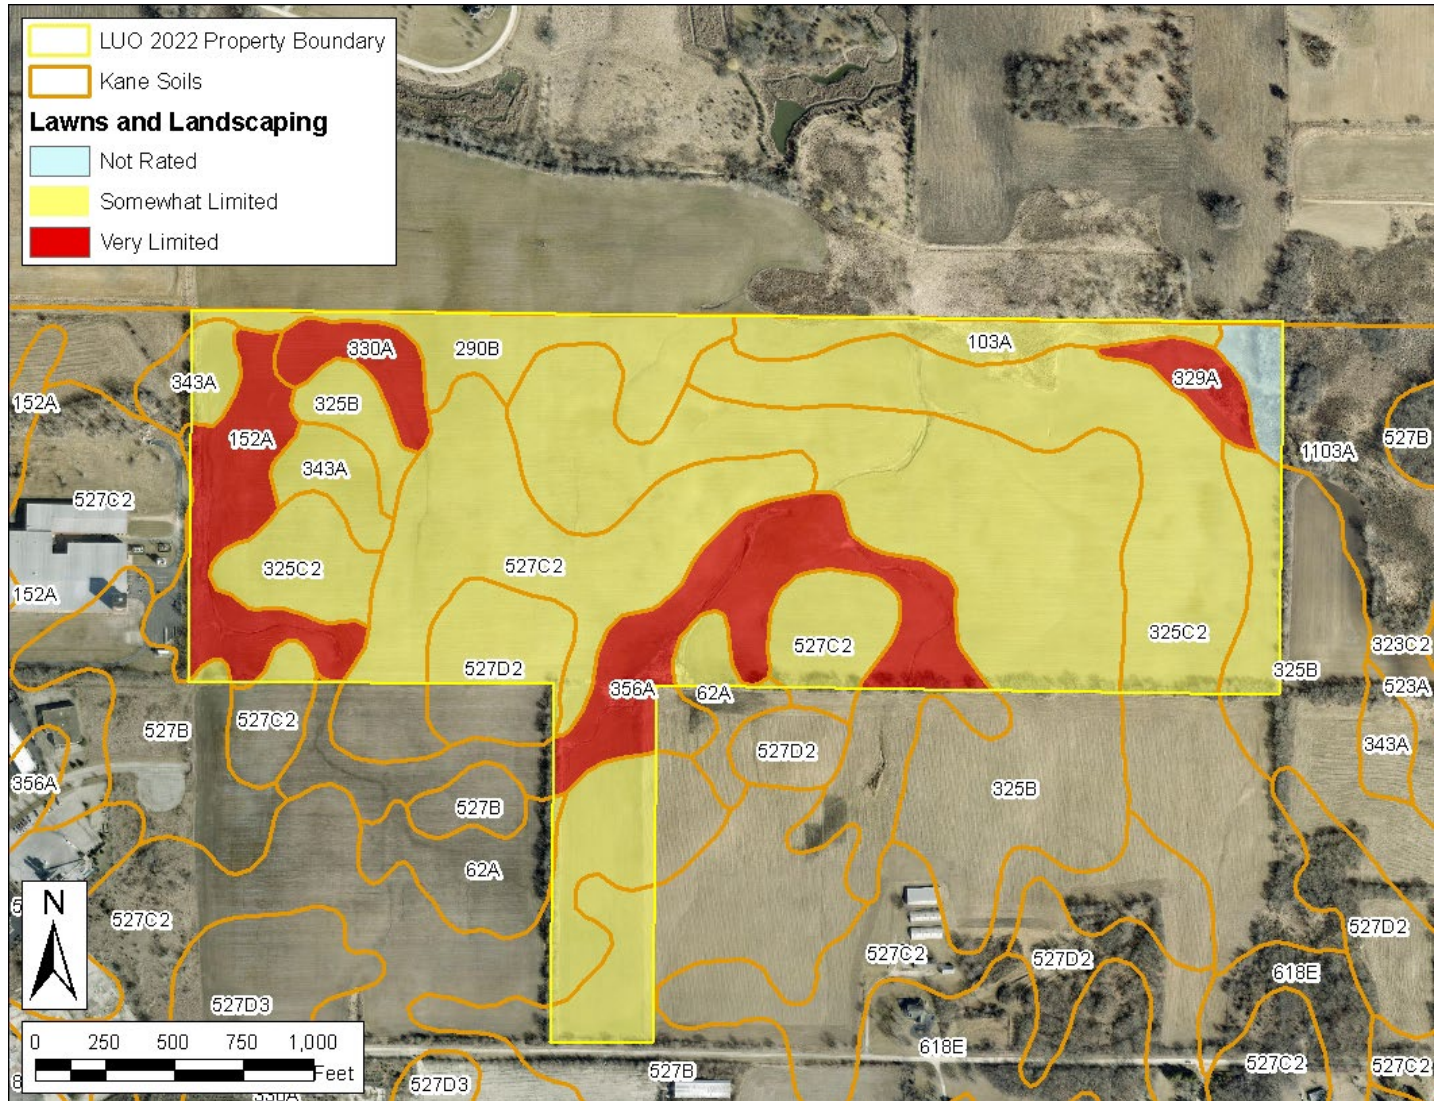 LUO 2022 Property Boundary
Kane Soils
Lawns and Landscaping
Not Rated
Somewhat Limited
Very Limited
330A
290B
103A
343A
329A
152A
325B
152A
527B
1103A
343A
527C2
325C2
527C2
152A
325C2
527C2
323C2
527D2
325B
356A
62A
523A
527C2
527B
343A
527D2
356A
325B
527B
62A
N
527C2
527D2
527C2
527D2
618E
527D3
0 250 500 750 1,000
Feet
618E
527C2
527C2
527B
527D3
330A